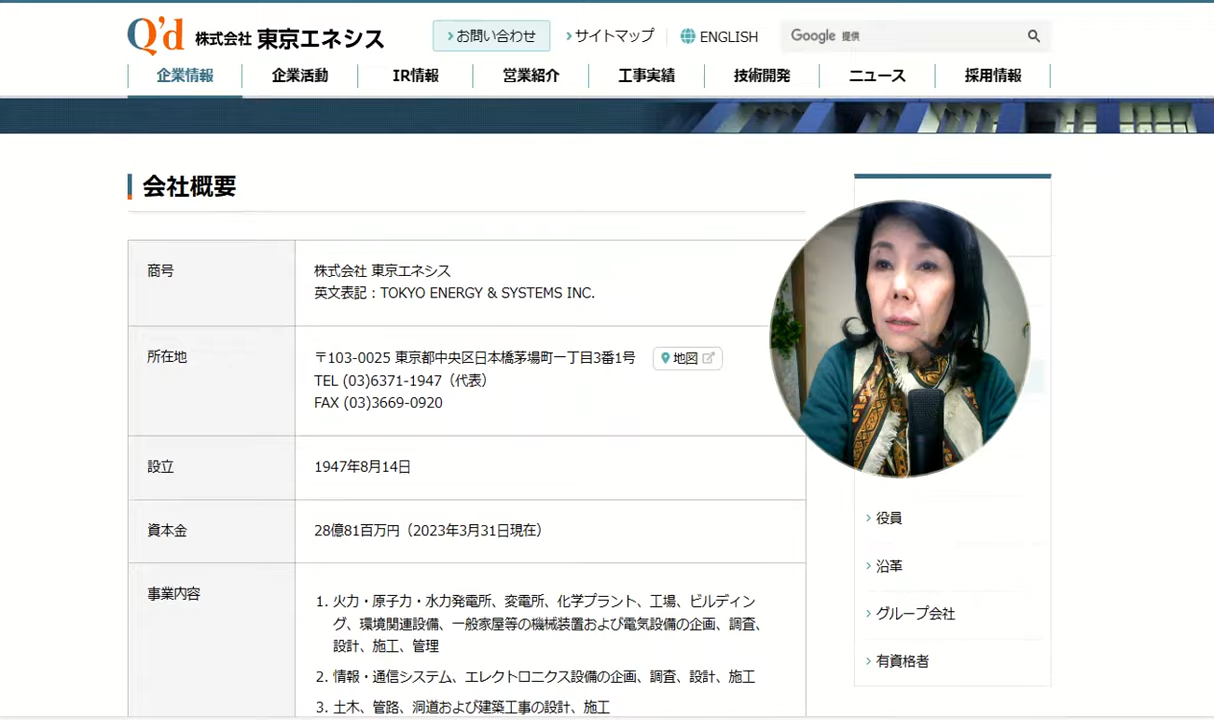 Q'd 株式会社 東京エネシス
お問い合わせ サイトマップ ENGLISH Google 提供
企業情報 企業活動 IR情報 営業紹介 工事実績 技術開発 ニュース 採用情報
会社概要
商号
株式会社 東京エネシス
英文表記：TOKYO ENERGY & SYSTEMS INC.
所在地
〒103-0025 東京都中央区日本橋茅場町一丁目3番1号 地図
TEL (03)6371-1947（代表）
FAX (03)3669-0920
設立
1947年8月14日
資本金
28億81百万円（2023年3月31日現在）
事業内容
1. 火力・原子力・水力発電所、変電所、化学プラント、工場、ビルディン
グ、環境関連設備、一般家屋等の機械装置および電気設備の企画、調査、
設計、施工、管理
2. 情報・通信システム、エレクトロニクス設備の企画、調査、設計、施工
3. 土木、管路、洞道および建築工事の設計、施工
役員
沿革
グループ会社
有資格者